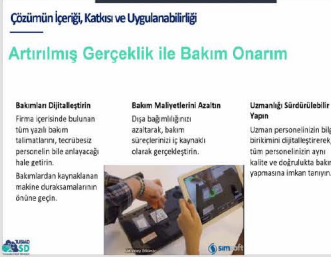 Çözümün İçeriği, Katkısı ve Uygulanabilirliği
Artırılmış Gerçeklik ile Bakım Onarım
Bakımları Dijitalleştirin
Firma içerisinde bulunan
tüm yazılı bakım
talimatlarını, tecrübesiz
personelin bile anlayacağı
hale getirin.
Bakımlardan kaynaklanan
makine duraksamalarının
önüne geçin.
Bakım Maliyetlerini Azaltın
Dışa bağımlılığınızı
azaltarak, bakım
süreçlerinizi iç kaynaklı
olarak gerçekleştirin.
Uzmanlığı Sürdürülebilir
Yapın
Uzman personelinizin bilg
birikimini dijitalleştirerek,
tüm personelinizin aynı
kalite ve doğrulukta bakım
yapmasına imkan tanıyın.
SD
simsoft